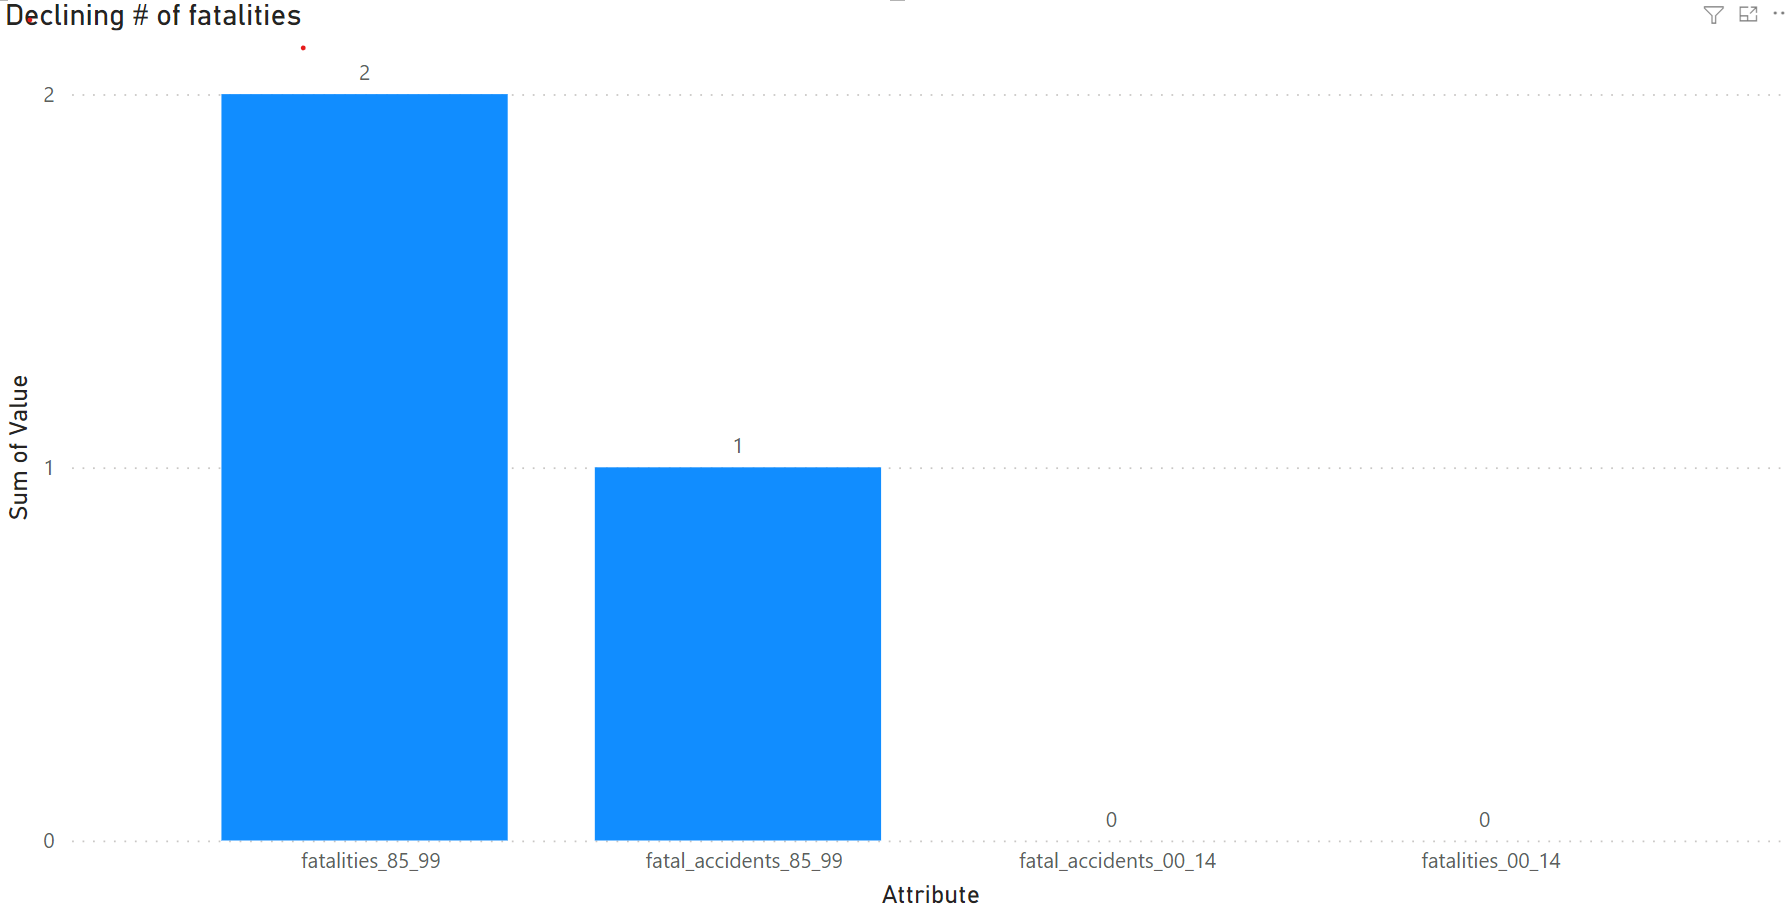 Declining # of fatalities
2
2
1
1
0
0
0
Sum of Value
fatalities_85_99
fatal_accidents_85_99
fatal_accidents_00_14
fatalities_00_14
Attribute